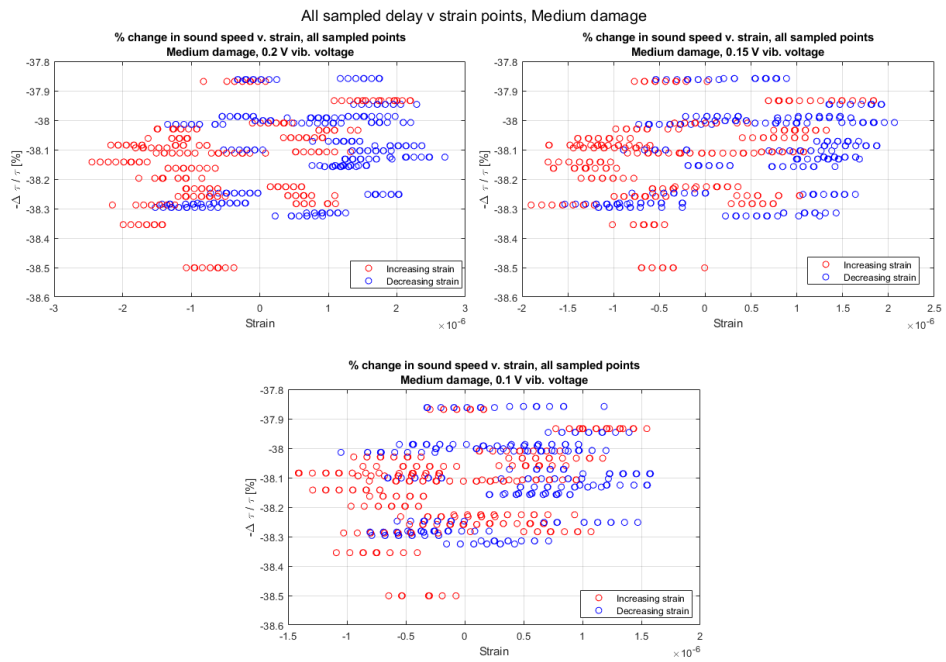 All sampled delay v strain points, Medium damage
% change in sound speed v. strain, all sampled points
Medium damage, 0.2 V vib. voltage
-37.8
-37.9
-38
-38.1
-38.2
-38.3
-38.4
-38.5
-38.6
-Δ τ / τ [%]
-3
-2
-1
0
1
2
3
Strain
×10⁻⁶
Increasing strain
Decreasing strain
% change in sound speed v. strain, all sampled points
Medium damage, 0.15 V vib. voltage
-37.8
-37.9
-38
-38.1
-38.2
-38.3
-38.4
-38.5
-38.6
-Δ τ / τ [%]
-2
-1.5
-1
-0.5
0
0.5
1
1.5
2
2.5
Strain
×10⁻⁶
Increasing strain
Decreasing strain
% change in sound speed v. strain, all sampled points
Medium damage, 0.1 V vib. voltage
-37.8
-37.9
-38
-38.1
-38.2
-38.3
-38.4
-38.5
-38.6
-Δ τ / τ [%]
-1.5
-1
-0.5
0
0.5
1
1.5
2
Strain
×10⁻⁶
Increasing strain
Decreasing strain